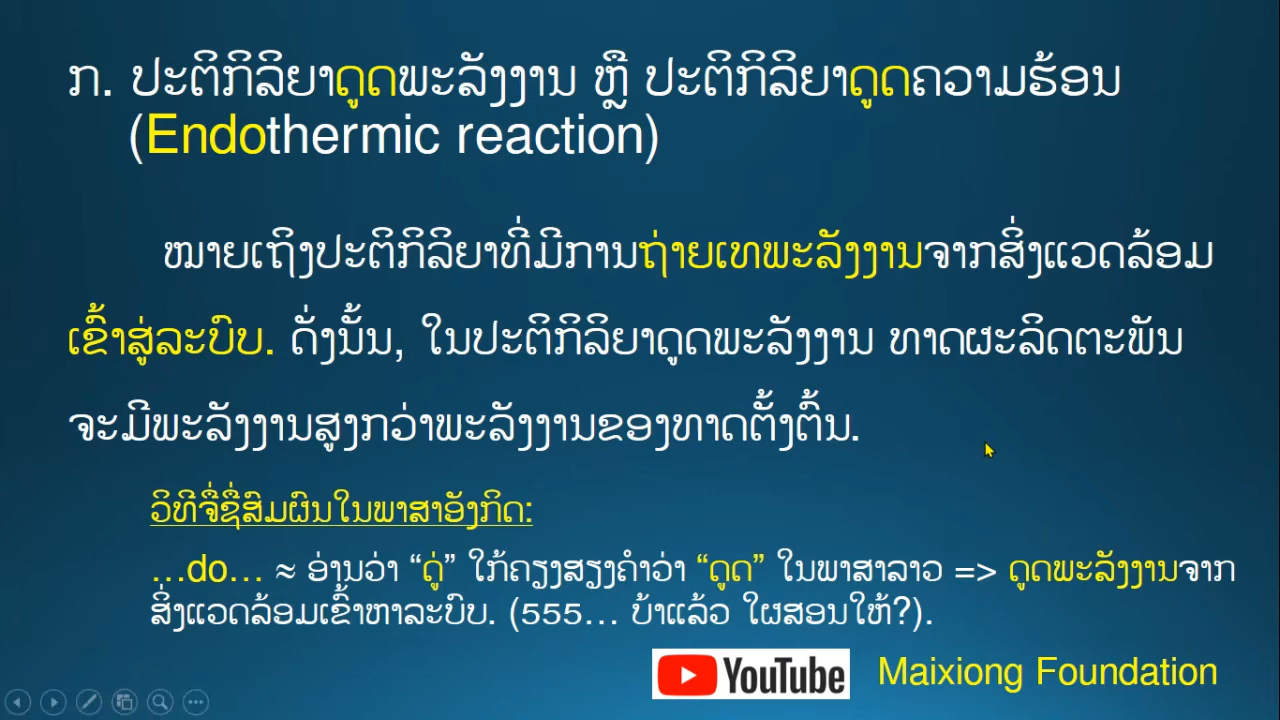 ກ. ປະຕິກິລິຍາດູດພະລັງງານ ຫຼື ປະຕິກິລິຍາດູດຄວາມຮ້ອນ
(Endothermic reaction)
ໝາຍເຖິງປະຕິກິລິຍາທີ່ມີການຖ່າຍເທພະລັງງານຈາກສິ່ງແວດລ້ອມ
ເຂົ້າສູ່ລະບົບ. ດັ່ງນັ້ນ, ໃນປະຕິກິລິຍາດູດພະລັງງານ ທາດຜະລິດຕະພັນ
ຈະມີພະລັງງານສູງກວ່າພະລັງງານຂອງທາດຕັ້ງຕົ້ນ.
ວິທີຈື່ຊື່ສົມຜົນໃນພາສາອັງກິດ:
...do... ≈ ອ່ານວ່າ “ດູ່” ໃກ້ຄຽງສຽງຄຳວ່າ “ດູດ” ໃນພາສາລາວ => ດູດພະລັງງານຈາກ
ສິ່ງແວດລ້ອມເຂົ້າຫາລະບົບ. (555... ບ້າແລ້ວ ໃຜສອນໃຫ້?).
YouTube Maixiong Foundation